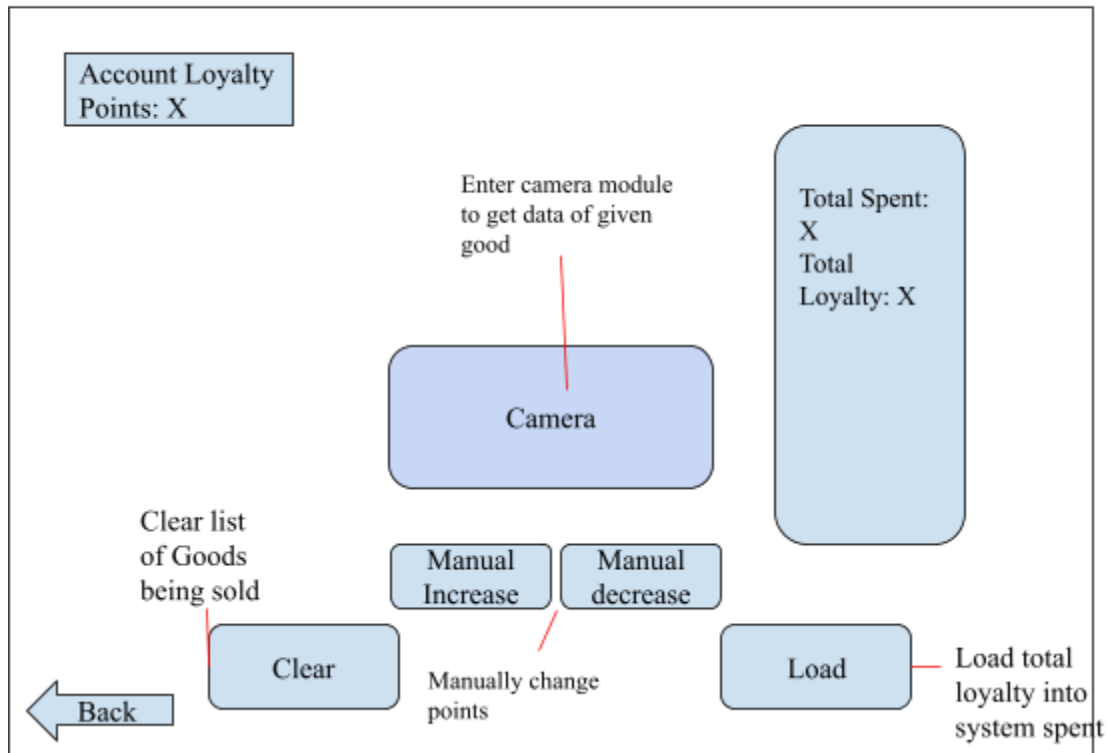 Account Loyalty
Points: X
Enter camera module
to get data of given
good
Total Spent:
X
Total
Loyalty: X
Camera
Clear list
of Goods
being sold
Manual
Increase
Manual
decrease
Clear
Manually change
points
Load
Load total
loyalty into
system spent
Back